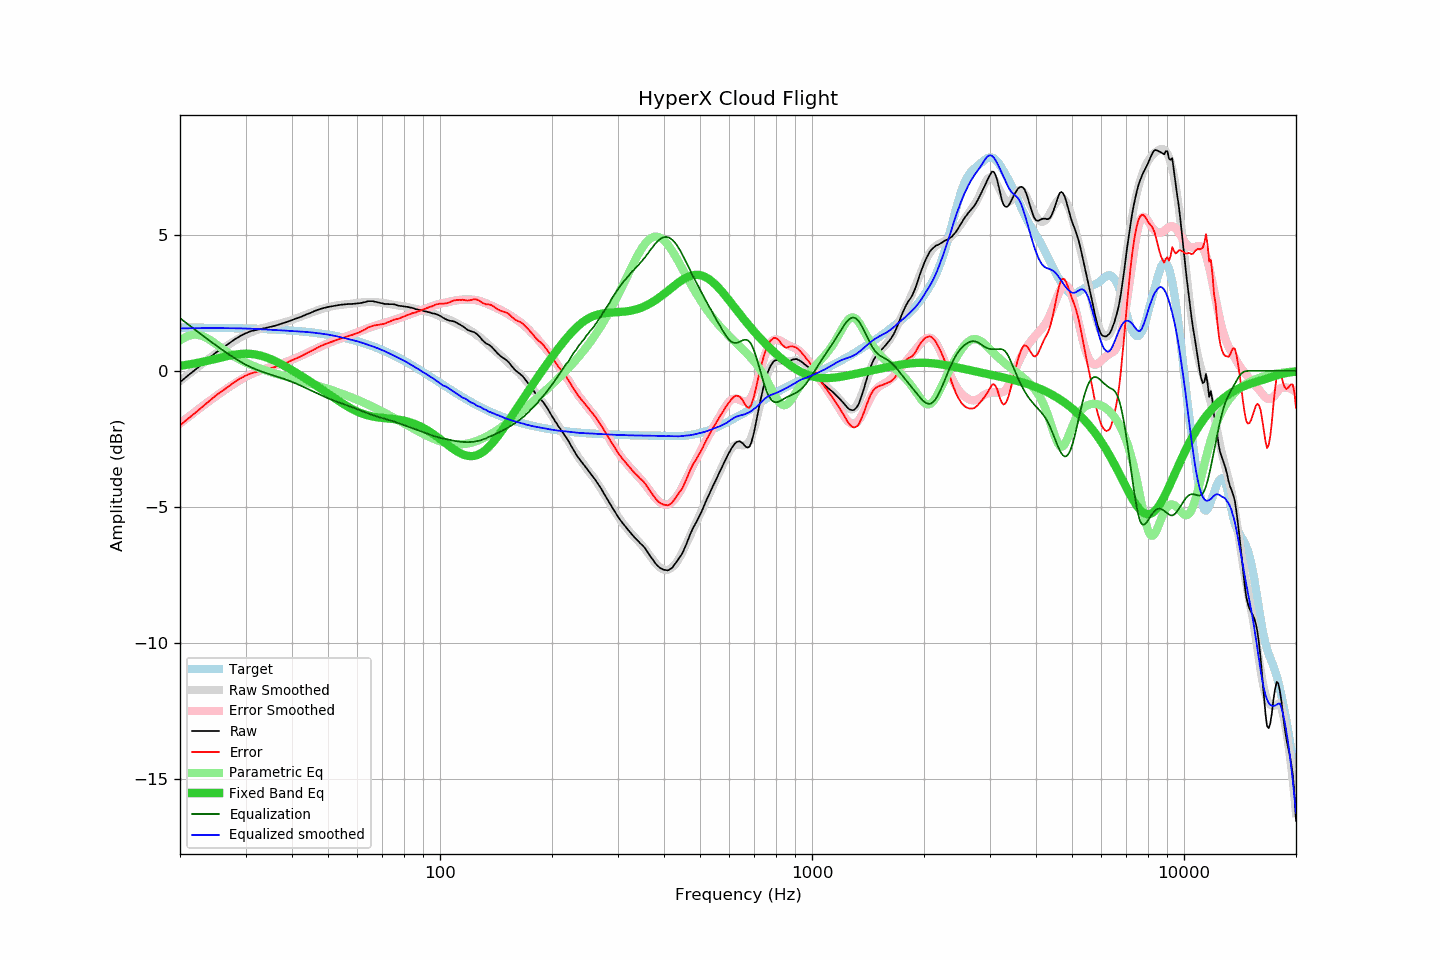 HyperX Cloud Flight
Amplitude (dBr)
5
0
−5
−10
−15
Target
Raw Smoothed
Error Smoothed
Raw
Error
Parametric Eq
Fixed Band Eq
Equalization
Equalized smoothed
100
1000
10000
Frequency (Hz)